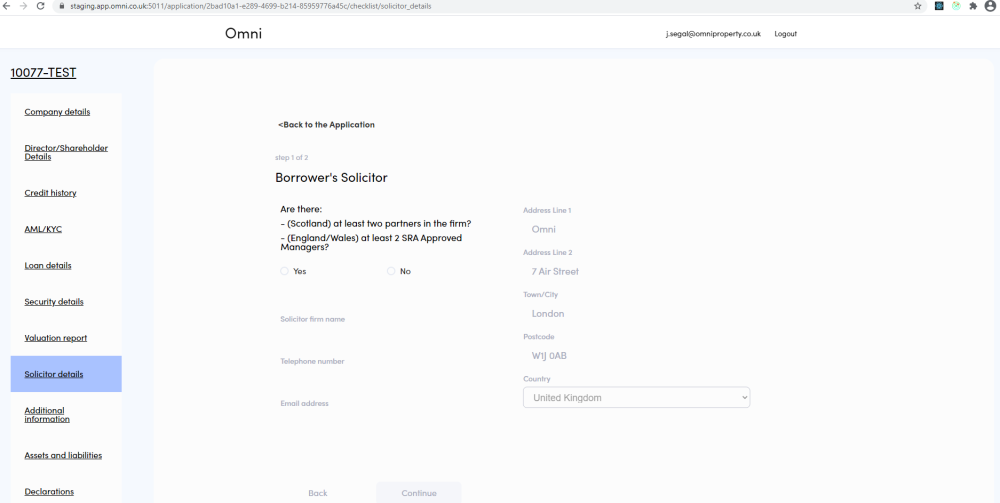 staging.app.omni.co.uk:5011/application/2bad10a1-e289-4699-b214-85959776a45c/checklist/solicitor_details
Omni
j.segal@omniproperty.co.uk
Logout
10077-TEST
Company details
Director/Shareholder
Details
Credit history
AML/KYC
Loan details
Security details
Valuation report
Solicitor details
Additional
information
Assets and liabilities
Declarations
<Back to the Application
step 1 of 2
Borrower's Solicitor
Are there:
- (Scotland) at least two partners in the firm?
- (England/Wales) at least 2 SRA Approved
Managers?
Yes
No
Solicitor firm name
Telephone number
Email address
Address Line 1
Omni
Address Line 2
7 Air Street
Town/City
London
Postcode
W1J 0AB
Country
United Kingdom
Back
Continue